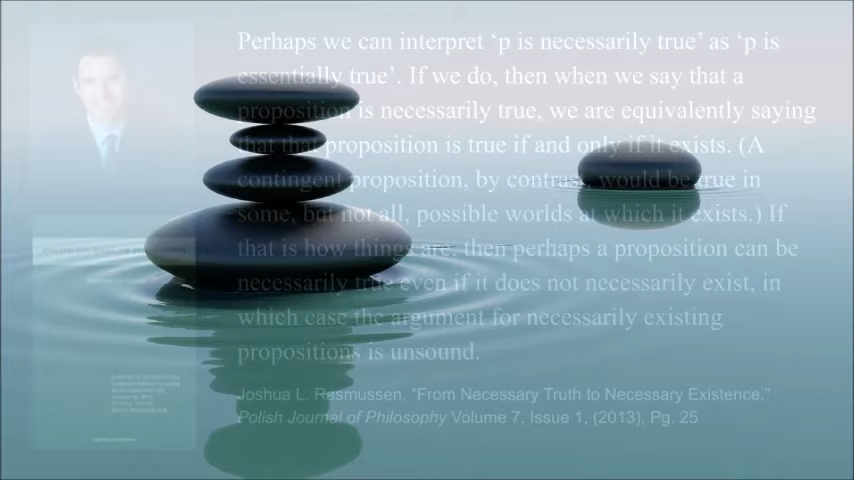 Perhaps we can interpret ‘p is necessarily true’ as ‘p is
essentially true’. If we do, then when we say that a
proposition is necessarily true, we are equivalently saying
that that proposition is true if and only if it exists. (A
contingent proposition, by contrast, would be true in
some, but not all, possible worlds at which it exists.) If
that is how things are, then perhaps a proposition can be
necessarily true even if it does not necessarily exist, in
which case the argument for necessarily existing
propositions is unsound.
Joshua L. Rasmussen, “From Necessary Truth to Necessary Existence.”
Polish Journal of Philosophy Volume 7, Issue 1, (2013), Pg. 25